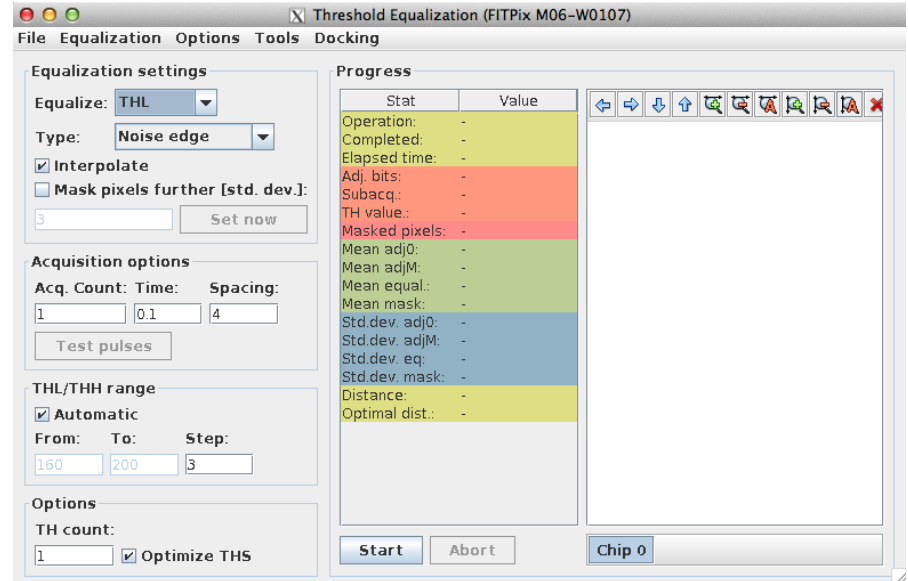 Threshold Equalization (FITPix M06-W0107)
File Equalization Options Tools Docking
Equalization settings
Equalize: THL
Type: Noise edge
Interpolate
Mask pixels further [std. dev.]:
3 Set now
Acquisition options
Acq. Count: Time: Spacing:
1 0.1 4
Test pulses
THL/THH range
Automatic
From: To: Step:
160 200 3
Options
TH count:
1 Optimize THS
Progress
Stat Value
Operation: -
Completed: -
Elapsed time: -
Adj. bits: -
Subacq.: -
TH value.: -
Masked pixels: -
Mean adj0: -
Mean adjM: -
Mean equal.: -
Mean mask: -
Std.dev. adj0: -
Std.dev. adjM: -
Std.dev. eq: -
Std.dev. mask: -
Distance: -
Optimal dist.: -
Start Abort
Chip 0